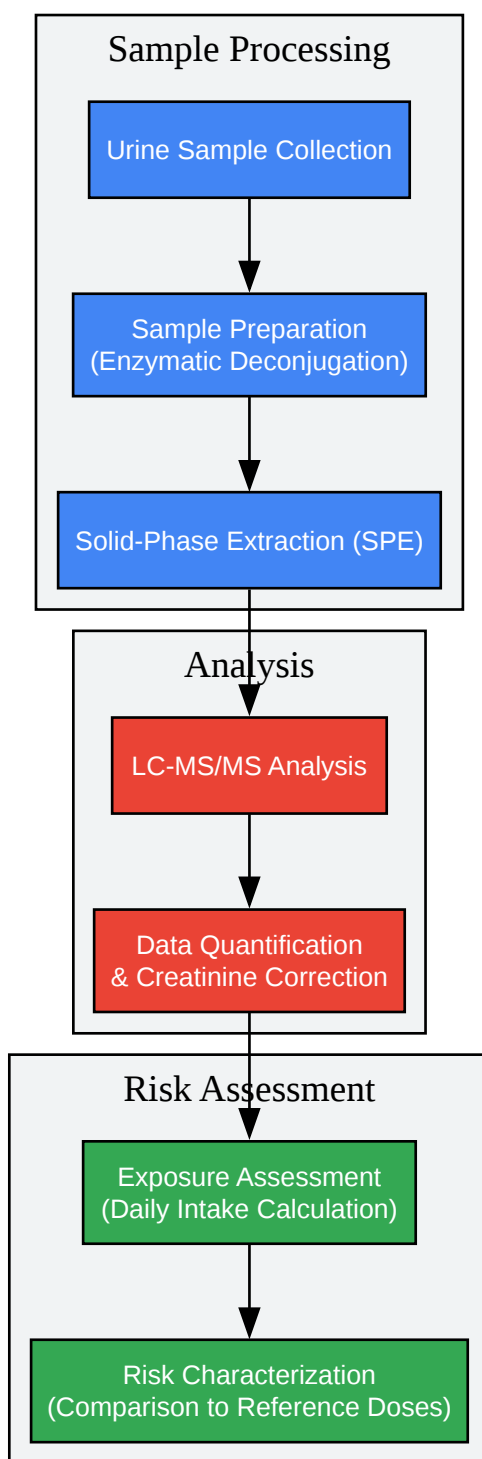 Sample Processing
Urine Sample Collection
Sample Preparation
(Enzymatic Deconjugation)
Solid-Phase Extraction (SPE)
Analysis
LC-MS/MS Analysis
Data Quantification
& Creatinine Correction
Risk Assessment
Exposure Assessment
(Daily Intake Calculation)
Risk Characterization
(Comparison to Reference Doses)